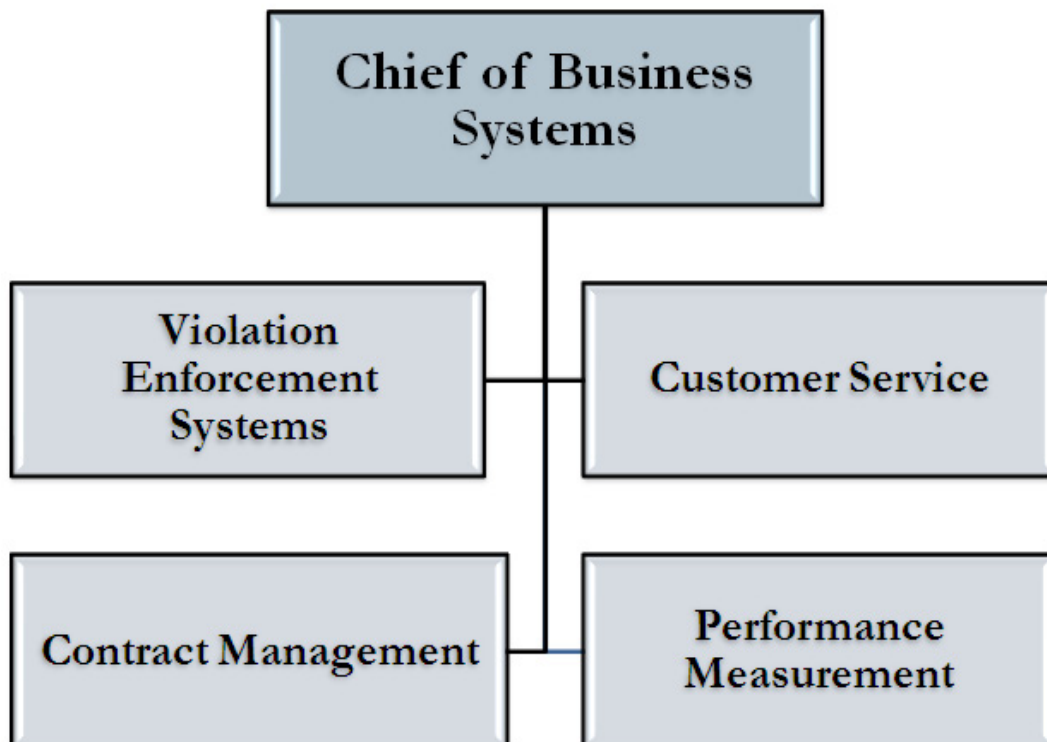 Chief of Business
Systems
Violation
Enforcement
Systems
Customer Service
Contract Management
Performance
Measurement